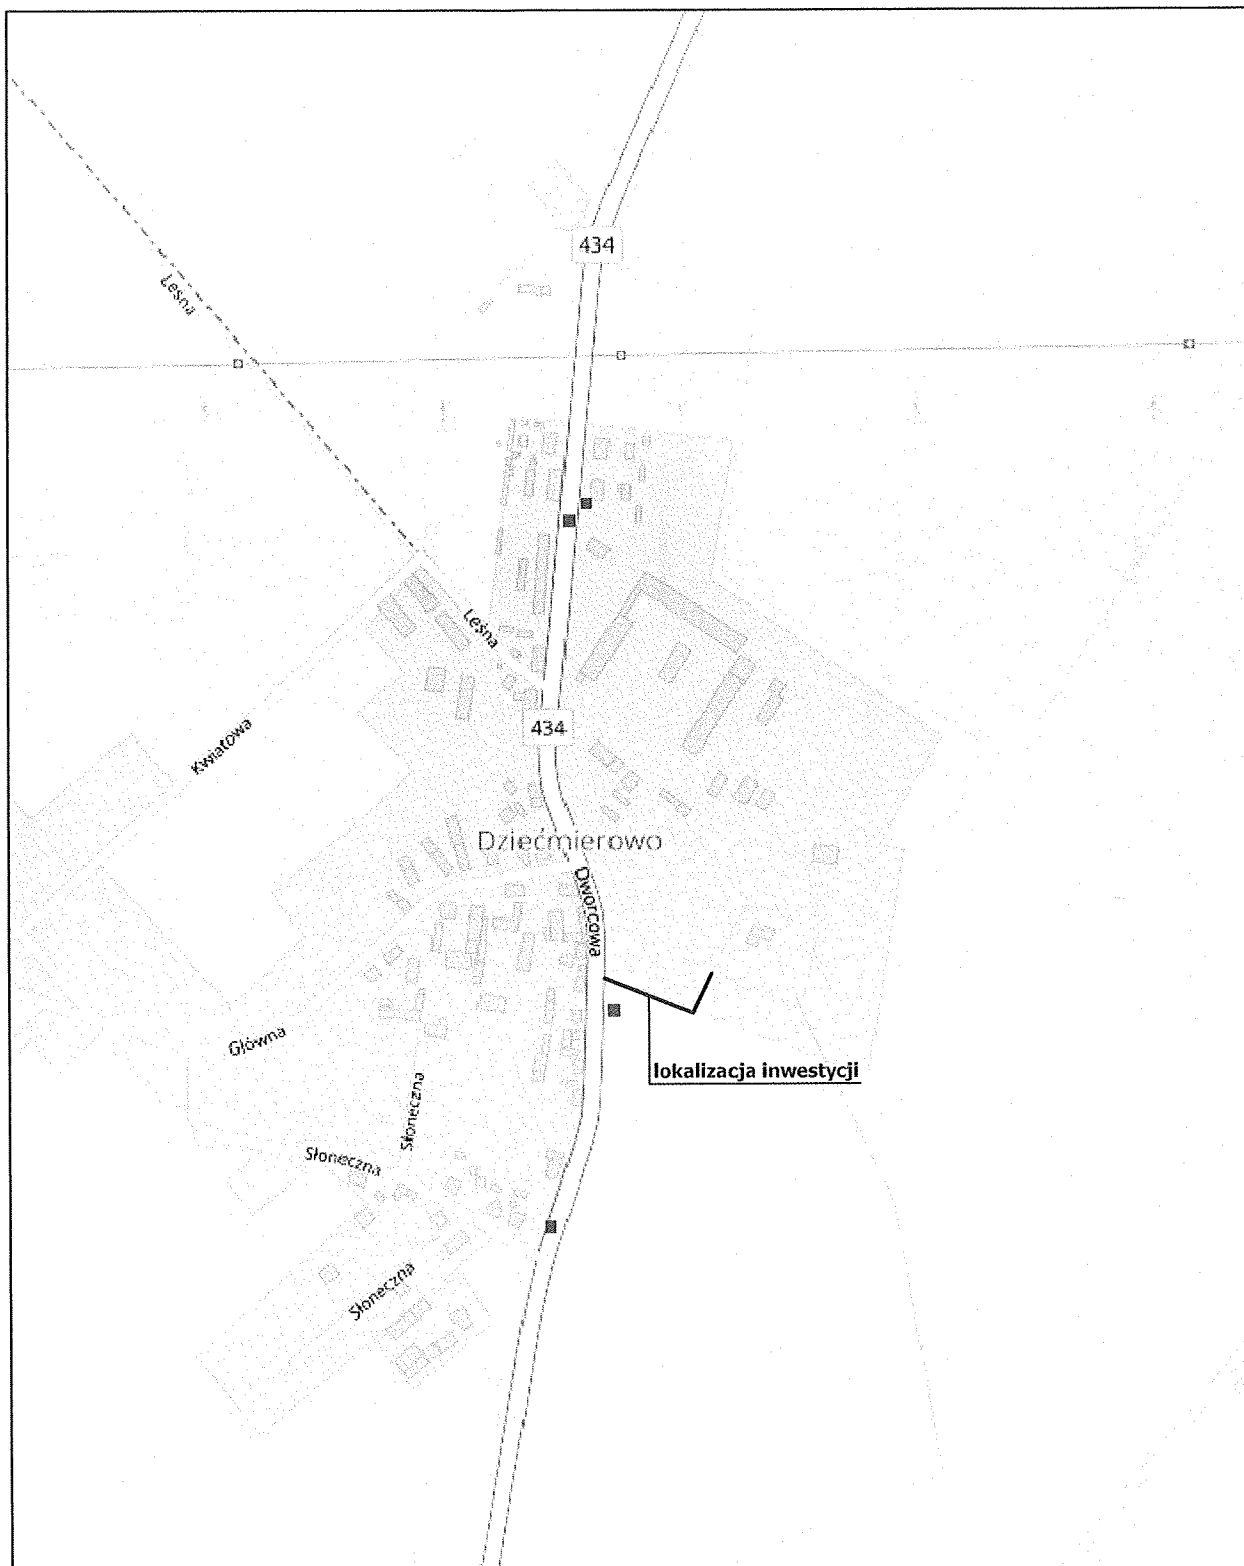 434
Leśna
Leśna
434
Kwiatowa
Dziećmierowo
Dworcowa
Główna
lokalizacja inwestycji
Słoneczna
Słoneczna
Słoneczna